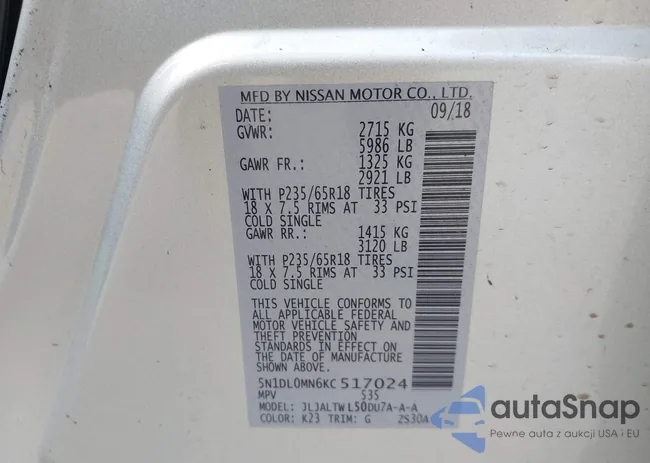 MFD BY NISSAN MOTOR CO., LTD.
DATE: 09/18
GVWR: 2715 KG
5986 LB
GAWR FR.: 1325 KG
2921 LB
WITH P235/65R18 TIRES
18 X 7.5 RIMS AT 33 PSI
COLD SINGLE
GAWR RR.: 1415 KG
3120 LB
WITH P235/65R18 TIRES
18 X 7.5 RIMS AT 33 PSI
COLD SINGLE
THIS VEHICLE CONFORMS TO
ALL APPLICABLE FEDERAL
MOTOR VEHICLE SAFETY AND
THEFT PREVENTION
STANDARDS IN EFFECT ON
THE DATE OF MANUFACTURE
SHOWN ABOVE.
5N1DL0MN6KC517024
MPV 535
MODEL: JLJALTWL50DU7A-A-A
COLOR: K23 TRIM: G 2S30A
autoSnap
Pewne auta z aukcji USA i EU